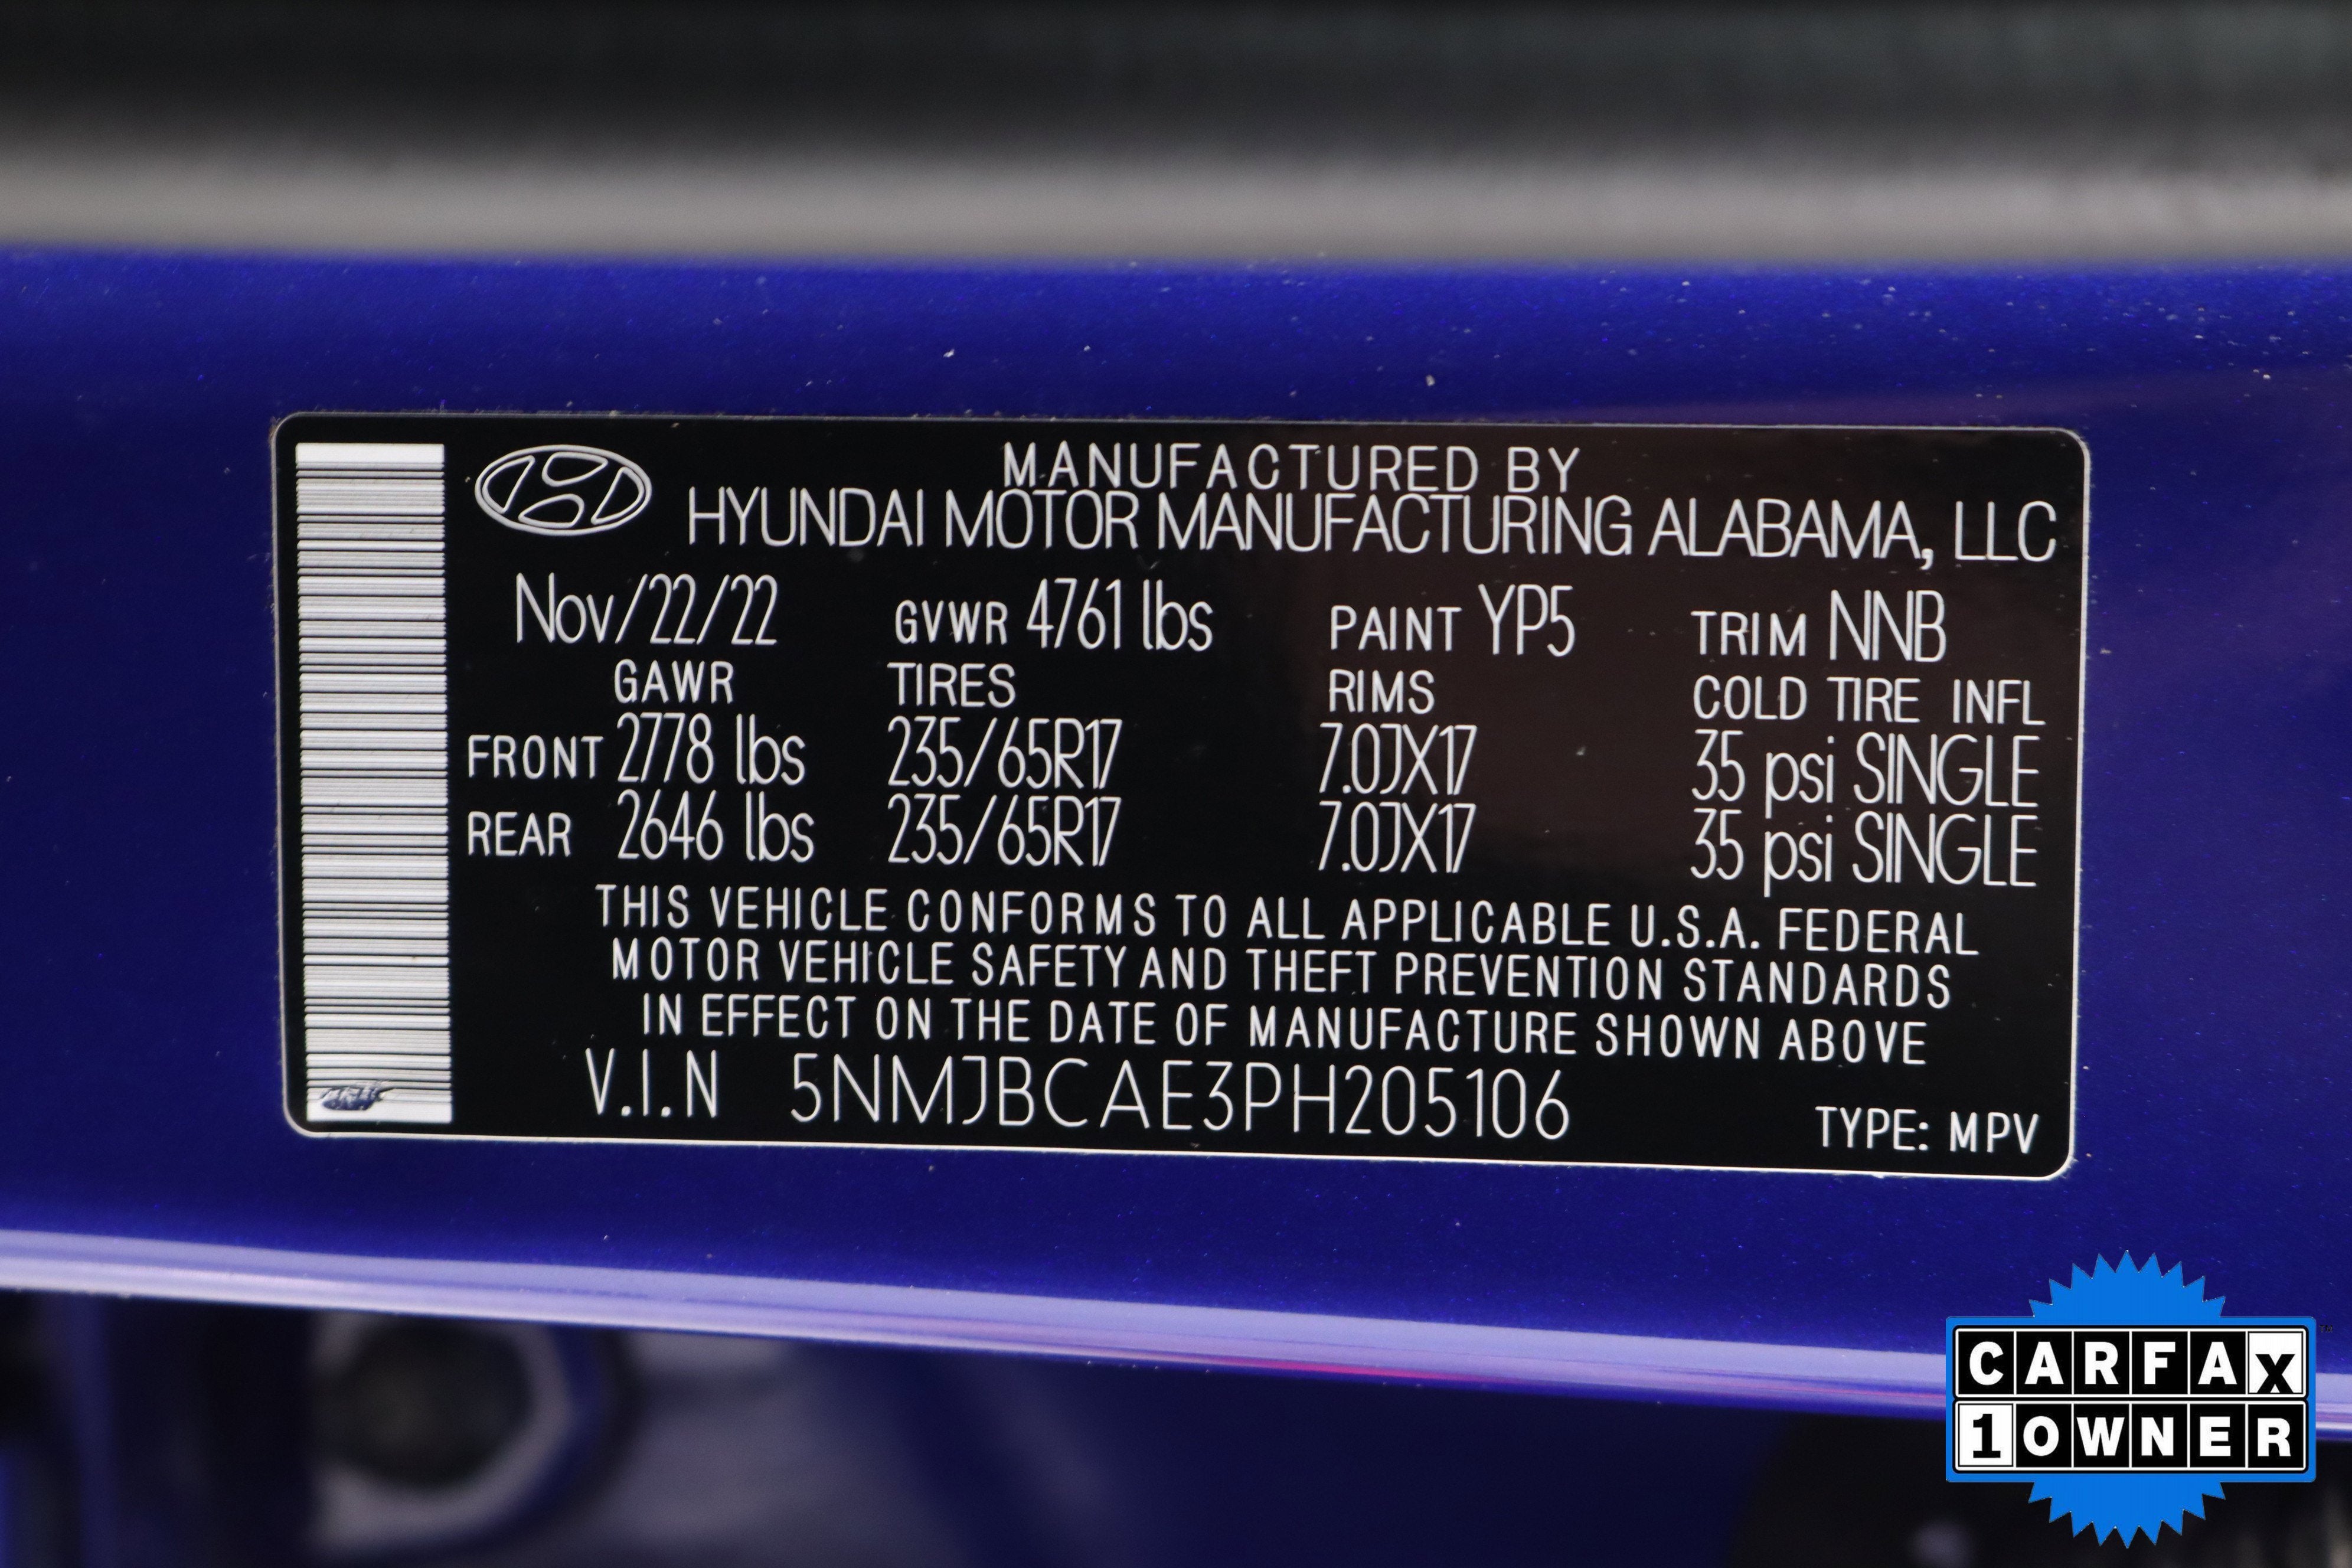 MANUFACTURED BY
HYUNDAI MOTOR MANUFACTURING ALABAMA, LLC
Nov/22/22 GVWR 4761 lbs PAINT YP5 TRIM NNB
GAWR TIRES RIMS COLD TIRE INFL
FRONT 2778 lbs 235/65R17 7.0JX17 35 psi SINGLE
REAR 2646 lbs 235/65R17 7.0JX17 35 psi SINGLE
THIS VEHICLE CONFORMS TO ALL APPLICABLE U.S.A. FEDERAL
MOTOR VEHICLE SAFETY AND THEFT PREVENTION STANDARDS
IN EFFECT ON THE DATE OF MANUFACTURE SHOWN ABOVE
V.I.N 5NMJBCAE3PH205106
TYPE: MPV
CARFAX
1 OWNER